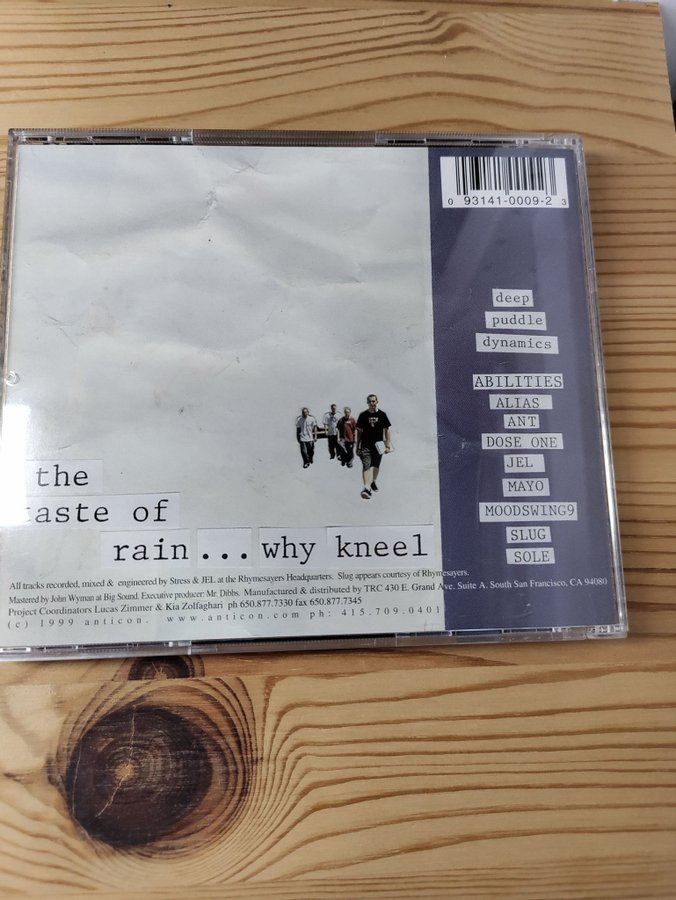 0 93141-0009-2 3
deep
puddle
dynamics
ABILITIES
ALIAS
ANT
DOSE ONE
JEL
MAYO
MOODSWING9
SLUG
SOLE
the
taste of
rain...why kneel
All tracks recorded, mixed & engineered by Stress & JEL at the Rhymesayers Headquarters. Slug appears courtesy of Rhymesayers.
Mastered by John Wyman at Big Sound. Executive producer: Mr. Dibbs. Manufactured & distributed by TRC 430 E. Grand Ave. Suite A. South San Francisco, CA 94080
Project Coordinators Lucas Zimmer & Kia Zolfaghari ph 650.877.7330 fax 650.877.7345
(c) 1999 anticon. www.anticon.com ph: 415.709.0401